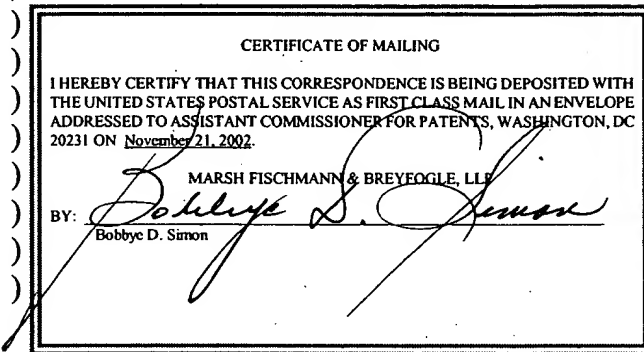 CERTIFICATE OF MAILING
I HEREBY CERTIFY THAT THIS CORRESPONDENCE IS BEING DEPOSITED WITH
THE UNITED STATES POSTAL SERVICE AS FIRST CLASS MAIL IN AN ENVELOPE
ADDRESSED TO ASSISTANT COMMISSIONER FOR PATENTS, WASHINGTON, DC
20231 ON November 21, 2002.
MARSH FISCHMANN & BREYFOGLE, LLP
BY: Bobbye D. Simon
Bobbye D. Simon